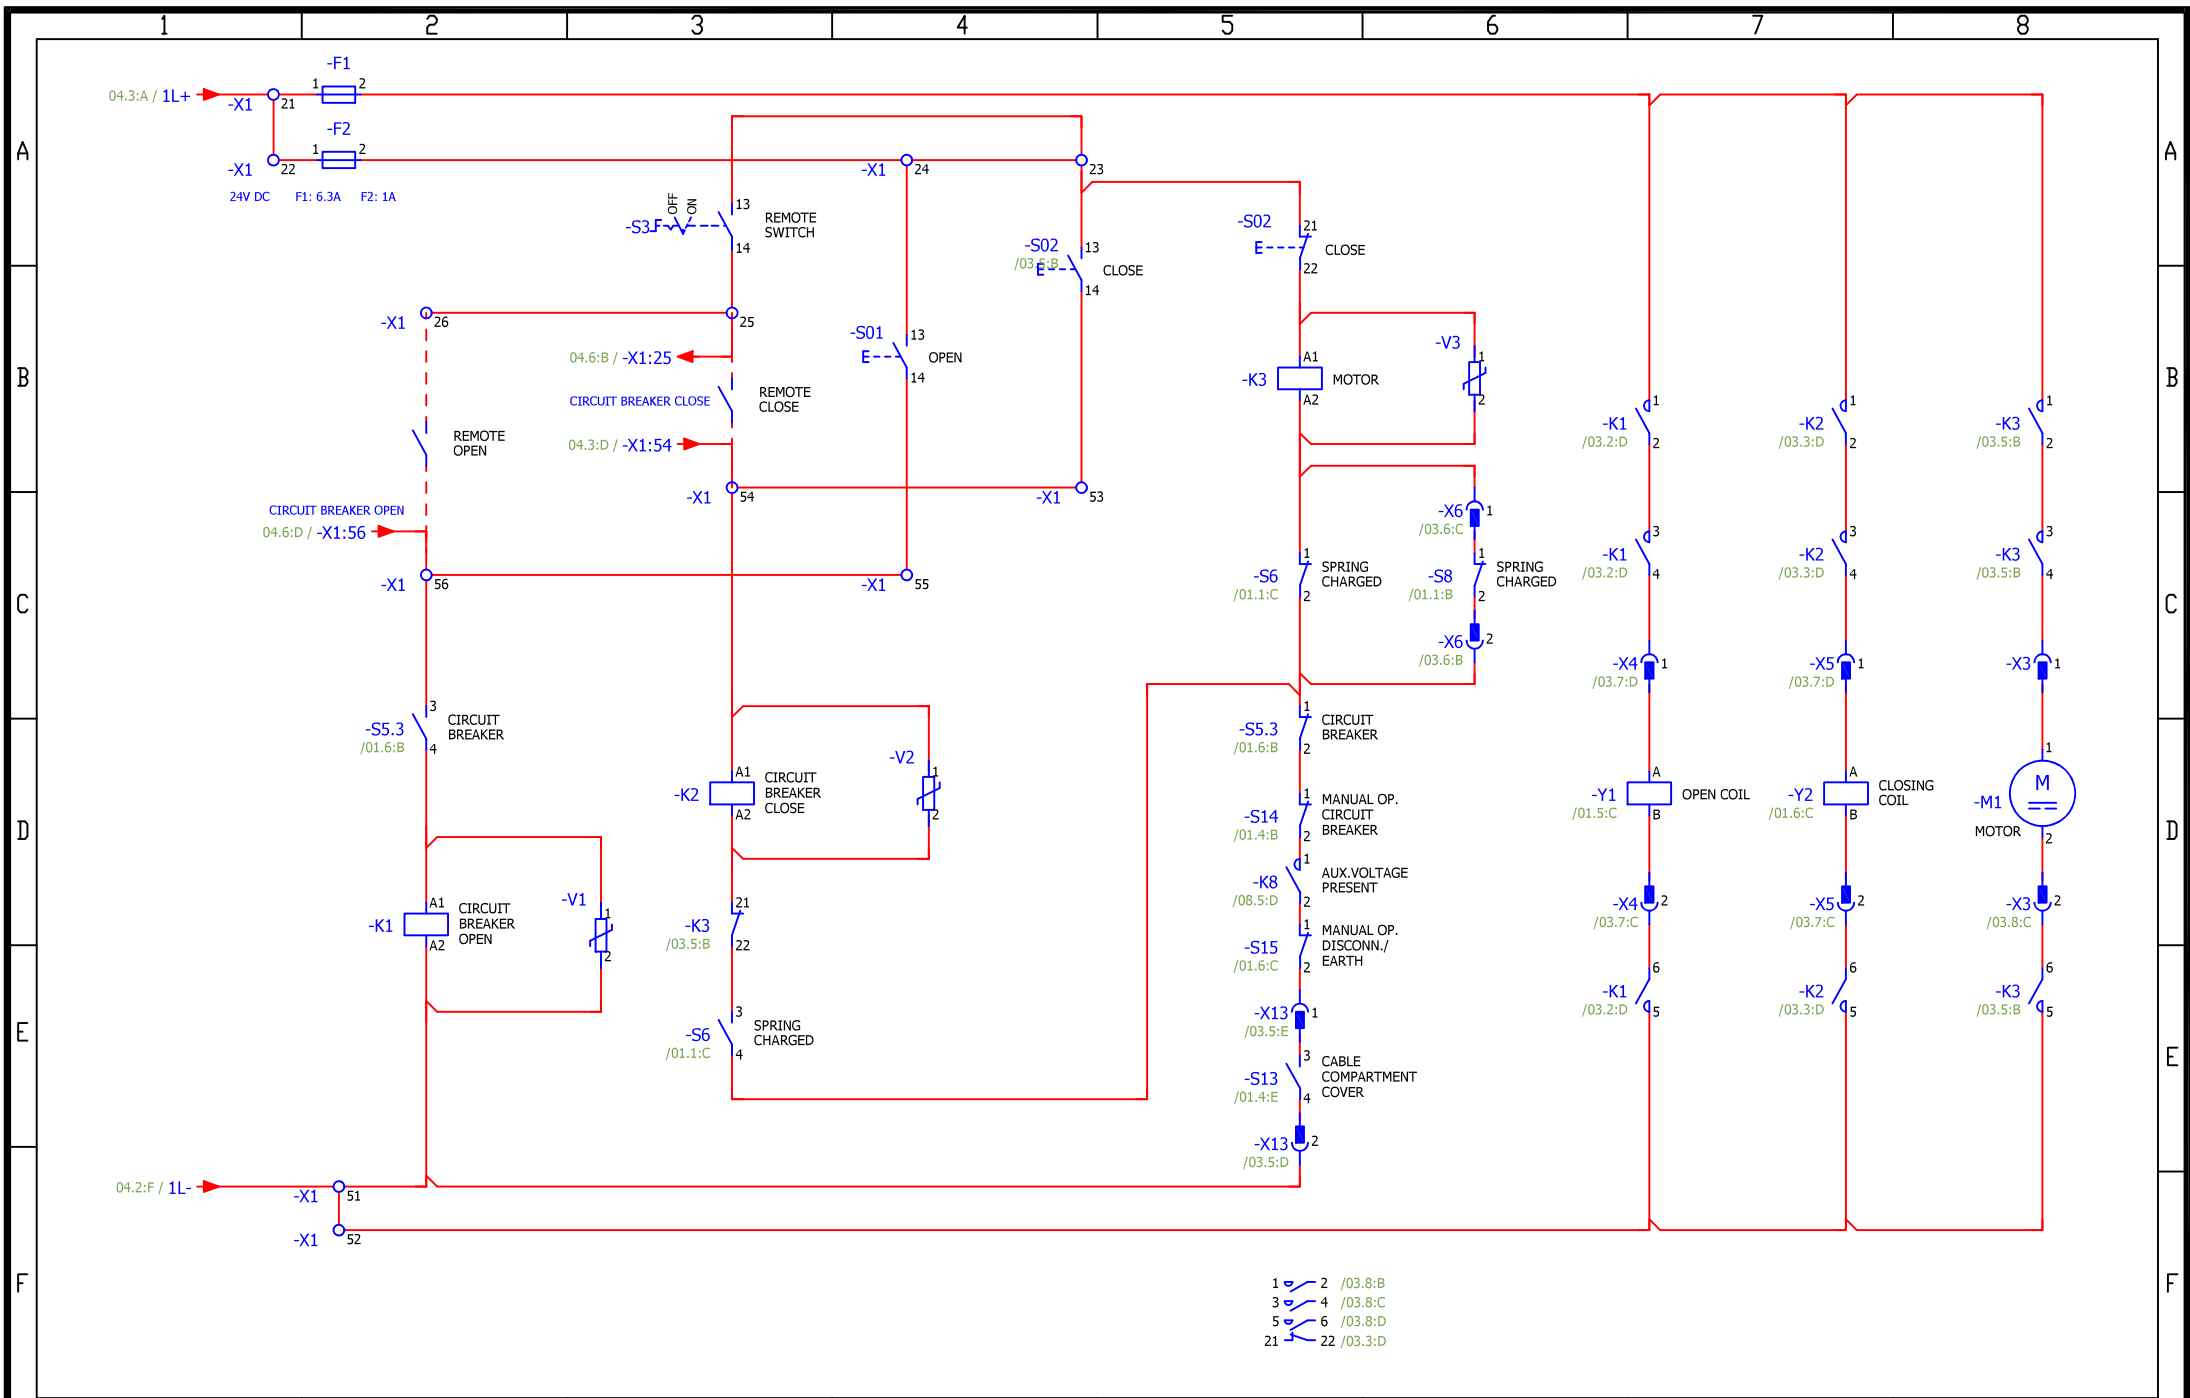 1 2 3 4 5 6 7 8
-F1
1 2
04.3:A / 1L+ -X1 21
-F2
1 2
-X1 22
24V DC F1: 6.3A F2: 1A
A A
-X1 24
23
OFF ON
-S3 13 14
REMOTE
SWITCH
-S02 13 14
/03.5:B
CLOSE
-S02 21 22
CLOSE
-X1 26
25
04.6:B / -X1:25
CIRCUIT BREAKER CLOSE
REMOTE
CLOSE
04.3:D / -X1:54
-S01 13 14
OPEN
A1
-K3 MOTOR
A2
-V3 1 2
B B
REMOTE
OPEN
-K1 1 2
/03.2:D
-K2 1 2
/03.3:D
-K3 1 2
/03.5:B
-X1 54
-X1 53
CIRCUIT BREAKER OPEN
04.6:D / -X1:56
-X1 56
-X1 55
-X6 1
/03.6:C
-S6 1 2
/01.1:C
SPRING
CHARGED
-S8 1 2
/01.1:B
SPRING
CHARGED
-X6 2
/03.6:B
-K1 3 4
/03.2:D
-K2 3 4
/03.3:D
-K3 3 4
/03.5:B
C C
-X4 1
/03.7:D
-X5 1
/03.7:D
-X3 1
-S5.3 3 4
/01.6:B
CIRCUIT
BREAKER
A1
-K2
A2
CIRCUIT
BREAKER
CLOSE
-V2 1 2
-S5.3 1 2
/01.6:B
CIRCUIT
BREAKER
-S14 1 2
/01.4:B
MANUAL OP.
CIRCUIT
BREAKER
-Y1 A B
/01.5:C
OPEN COIL
-Y2 A B
/01.6:C
CLOSING
COIL
1
M
-M1
MOTOR
2
D D
A1
-K1
A2
CIRCUIT
BREAKER
OPEN
-V1 1 2
-K3 21 22
/03.5:B
-K8 1 2
/08.5:D
AUX.VOLTAGE
PRESENT
-S15 1 2
/01.6:C
MANUAL OP.
DISCONN./
EARTH
-X4 2
/03.7:C
-X5 2
/03.7:C
-X3 2
/03.8:C
-S6 3 4
/01.1:C
SPRING
CHARGED
-X13 1
/03.5:E
-K1 6 5
/03.2:D
-K2 6 5
/03.3:D
-K3 6 5
/03.5:B
E E
-S13 3 4
/01.4:E
CABLE
COMPARTMENT
COVER
-X13 2
/03.5:D
04.2:F / 1L-
-X1 51
-X1 52
F F
1 2 /03.8:B
3 4 /03.8:C
5 6 /03.8:D
21 22 /03.3:D